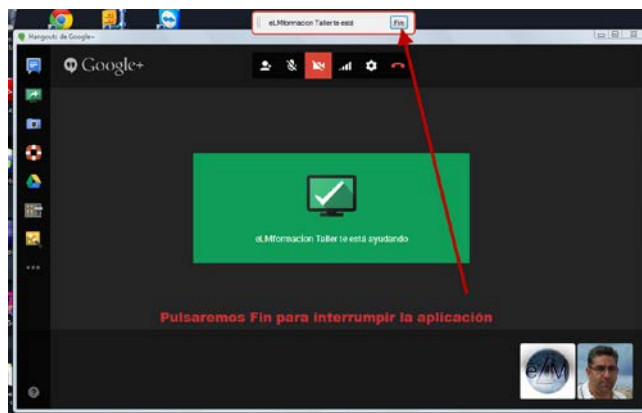 eLMformacion Taller te está
Fin
Hangouts de Google+
Google+
eLMformacion Taller te está ayudando
Pulsaremos Fin para interrumpir la aplicación
eLM